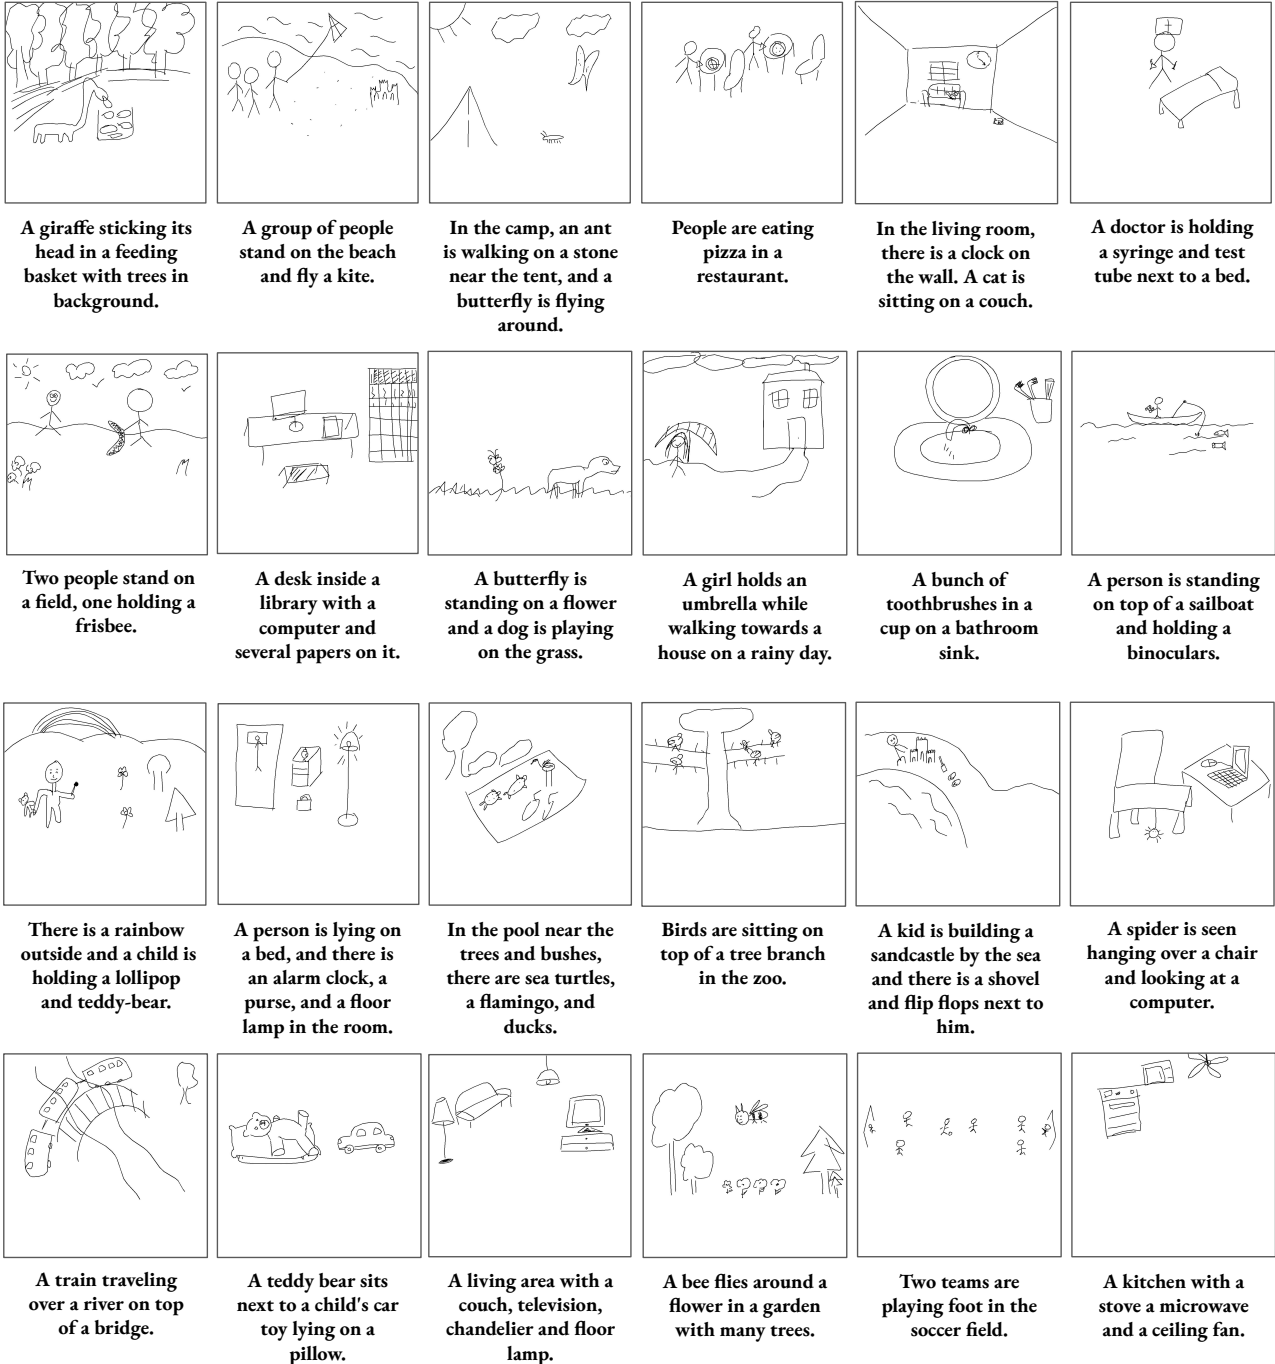 A giraffe sticking its
head in a feeding
basket with trees in
background.
A group of people
stand on the beach
and fly a kite.
In the camp, an ant
is walking on a stone
near the tent, and a
butterfly is flying
around.
People are eating
pizza in a
restaurant.
In the living room,
there is a clock on
the wall. A cat is
sitting on a couch.
A doctor is holding
a syringe and test
tube next to a bed.
Two people stand on
a field, one holding a
frisbee.
A desk inside a
library with a
computer and
several papers on it.
A butterfly is
standing on a flower
and a dog is playing
on the grass.
A girl holds an
umbrella while
walking towards a
house on a rainy day.
A bunch of
toothbrushes in a
cup on a bathroom
sink.
A person is standing
on top of a sailboat
and holding a
binoculars.
There is a rainbow
outside and a child is
holding a lollipop
and teddy-bear.
A person is lying on
a bed, and there is
an alarm clock, a
purse, and a floor
lamp in the room.
In the pool near the
trees and bushes,
there are sea turtles,
a flamingo, and
ducks.
Birds are sitting on
top of a tree branch
in the zoo.
A kid is building a
sandcastle by the sea
and there is a shovel
and flip flops next to
him.
A spider is seen
hanging over a chair
and looking at a
computer.
A train traveling
over a river on top
of a bridge.
A teddy bear sits
next to a child's car
toy lying on a
pillow.
A living area with a
couch, television,
chandelier and floor
lamp.
A bee flies around a
flower in a garden
with many trees.
Two teams are
playing foot in the
soccer field.
A kitchen with a
stove a microwave
and a ceiling fan.